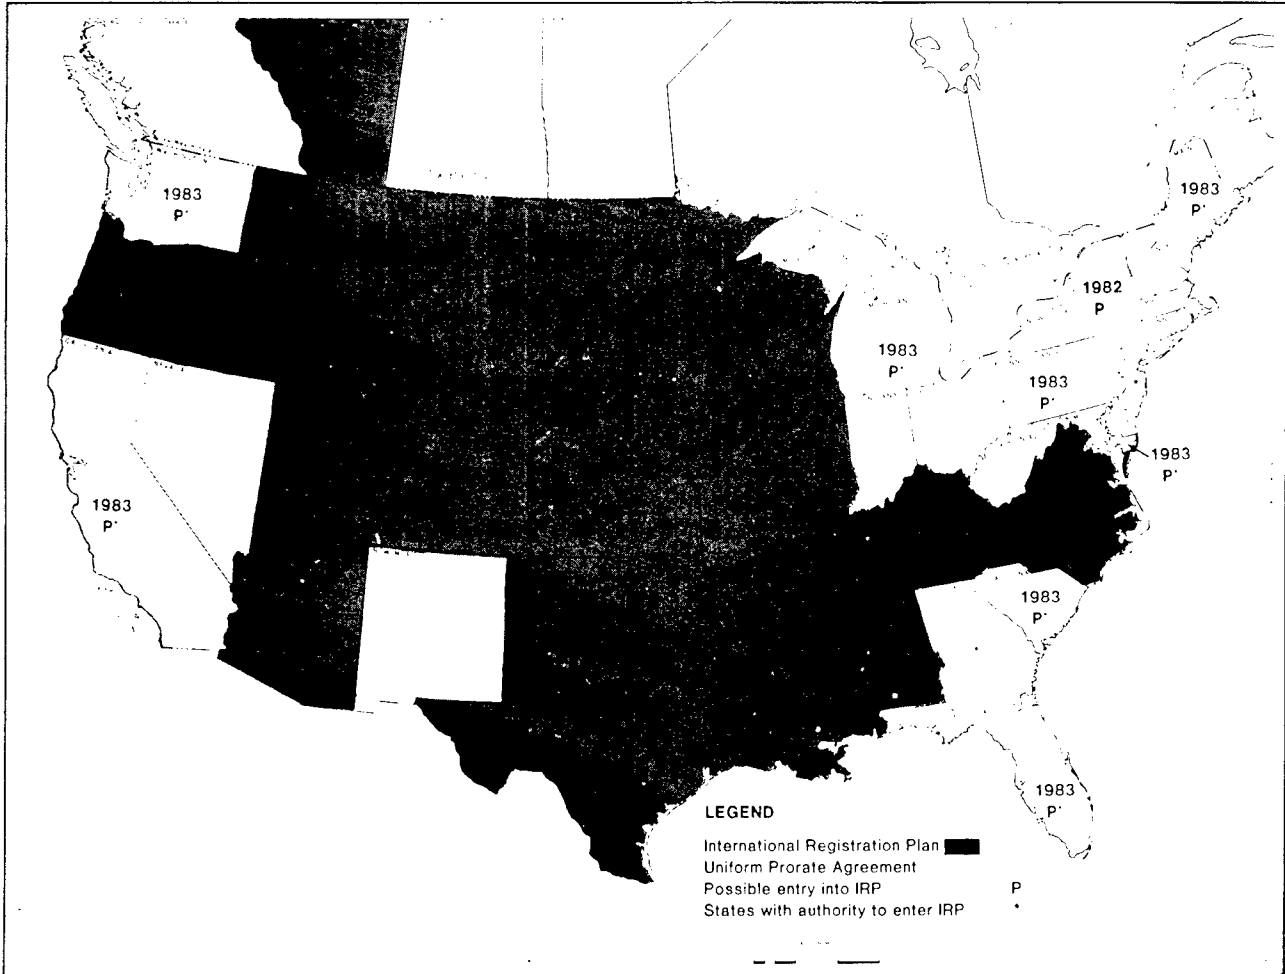 1983
P*
1983
P*
1982
P
1983
P*
1983
P*
1983
P*
1983
P*
1983
P*
1983
P*
LEGEND
International Registration Plan
Uniform Prorate Agreement
Possible entry into IRP P
States with authority to enter IRP *